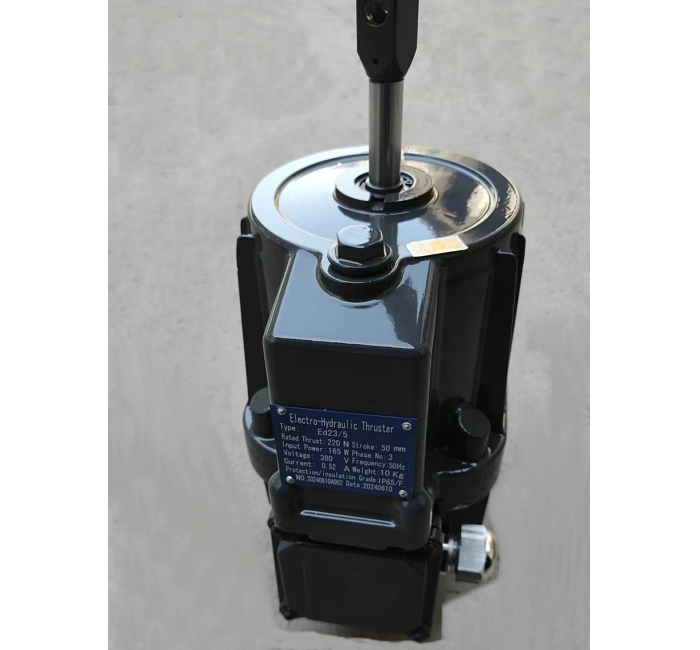 Electro-Hydraulic Thruster
Type: Ed23/5
Rated Thrust: 220 N Stroke: 50 mm
Input Power: 165 W Phase No: 3
Voltage: 380 V Frequency: 50Hz
Current: 0.52 A Weight: 10 Kg
Protection/insulation Grade: IP65/F
NO. 20240610A002 Date: 20240610